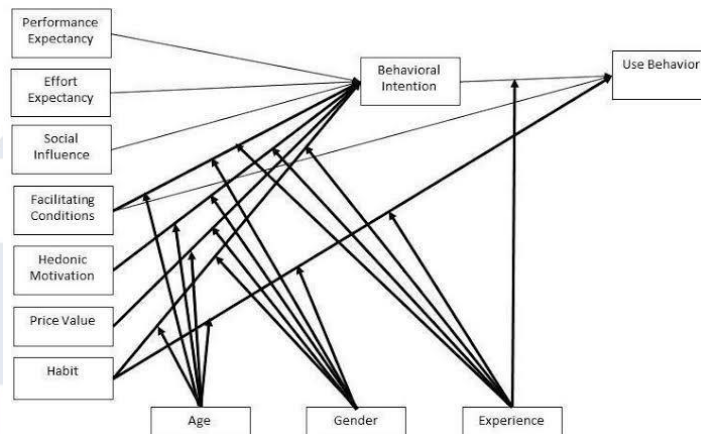 Performance
Expectancy
Effort
Expectancy
Social
Influence
Facilitating
Conditions
Hedonic
Motivation
Price Value
Habit
Behavioral
Intention
Use Behavior
Age
Gender
Experience